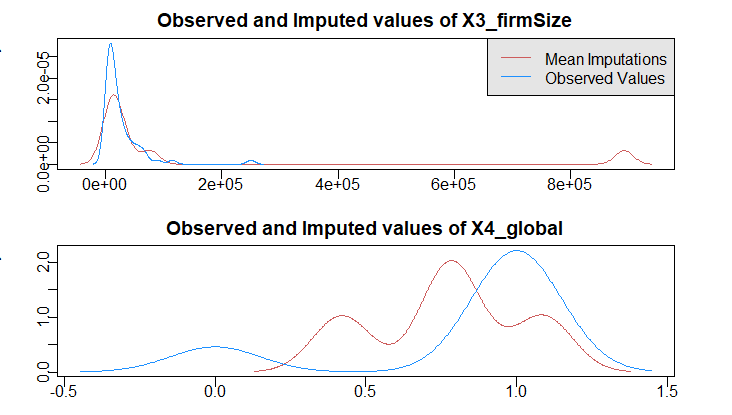 Observed and Imputed values of X3_firmSize
Mean Imputations
Observed Values
2.0e-05
0.0e+00
0e+00 2e+05 4e+05 6e+05 8e+05
Observed and Imputed values of X4_global
2.0
1.0
0.0
-0.5 0.0 0.5 1.0 1.5